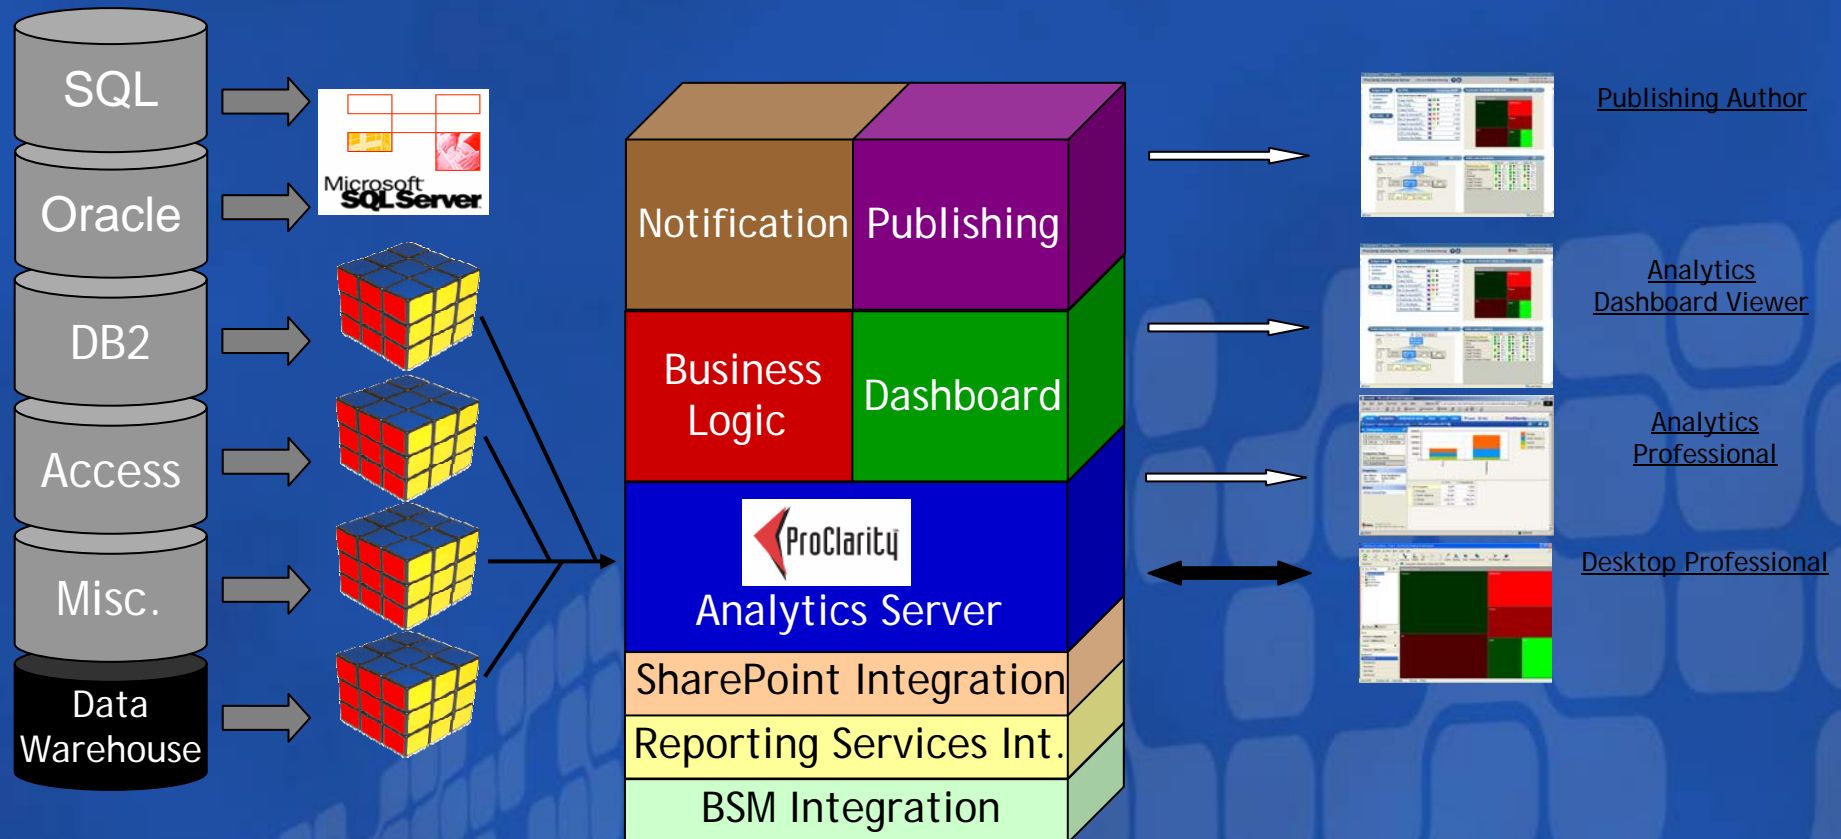 SQL
Oracle
DB2
Access
Misc.
Data
Warehouse
Microsoft
SQL Server
Notification
Publishing
Business
Logic
Dashboard
ProClarity
Analytics Server
SharePoint Integration
Reporting Services Int.
BSM Integration
Publishing Author
Analytics
Dashboard Viewer
Analytics
Professional
Desktop Professional